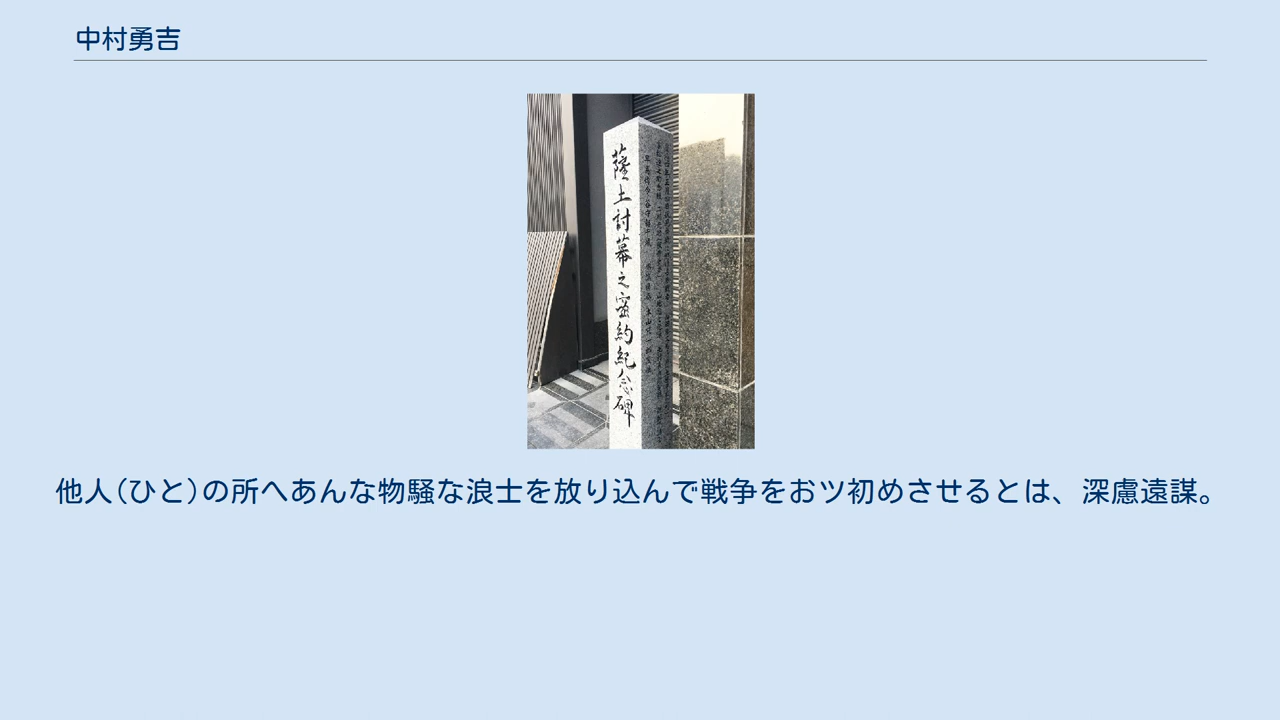 中村勇吉
薩土討幕之密約紀念碑
他人(ひと)の所へあんな物騒な浪士を放り込んで戦争をおツ初めさせるとは、深慮遠謀。